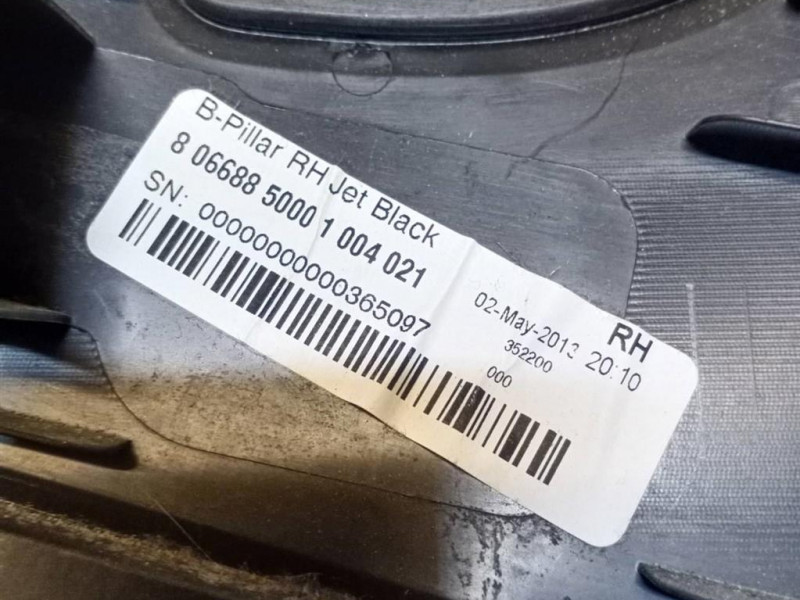 B-Pillar RH Jet Black
8 06688 5000 1 004 021
SN: 00000000000365097
RH
02-May-2013 20:10
352200
000